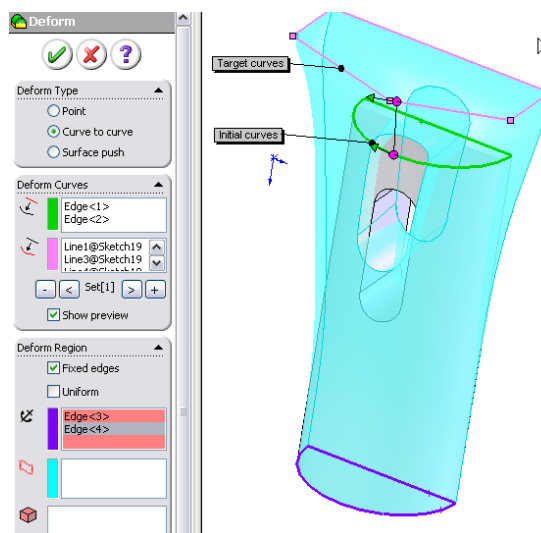 Deform
?
Deform Type
Point
Curve to curve
Surface push
Deform Curves
Edge<1>
Edge<2>
Line1@Sketch19
Line3@Sketch19
- < Set[1] > +
Show preview
Deform Region
Fixed edges
Uniform
Edge<3>
Edge<4>
Target curves
Initial curves